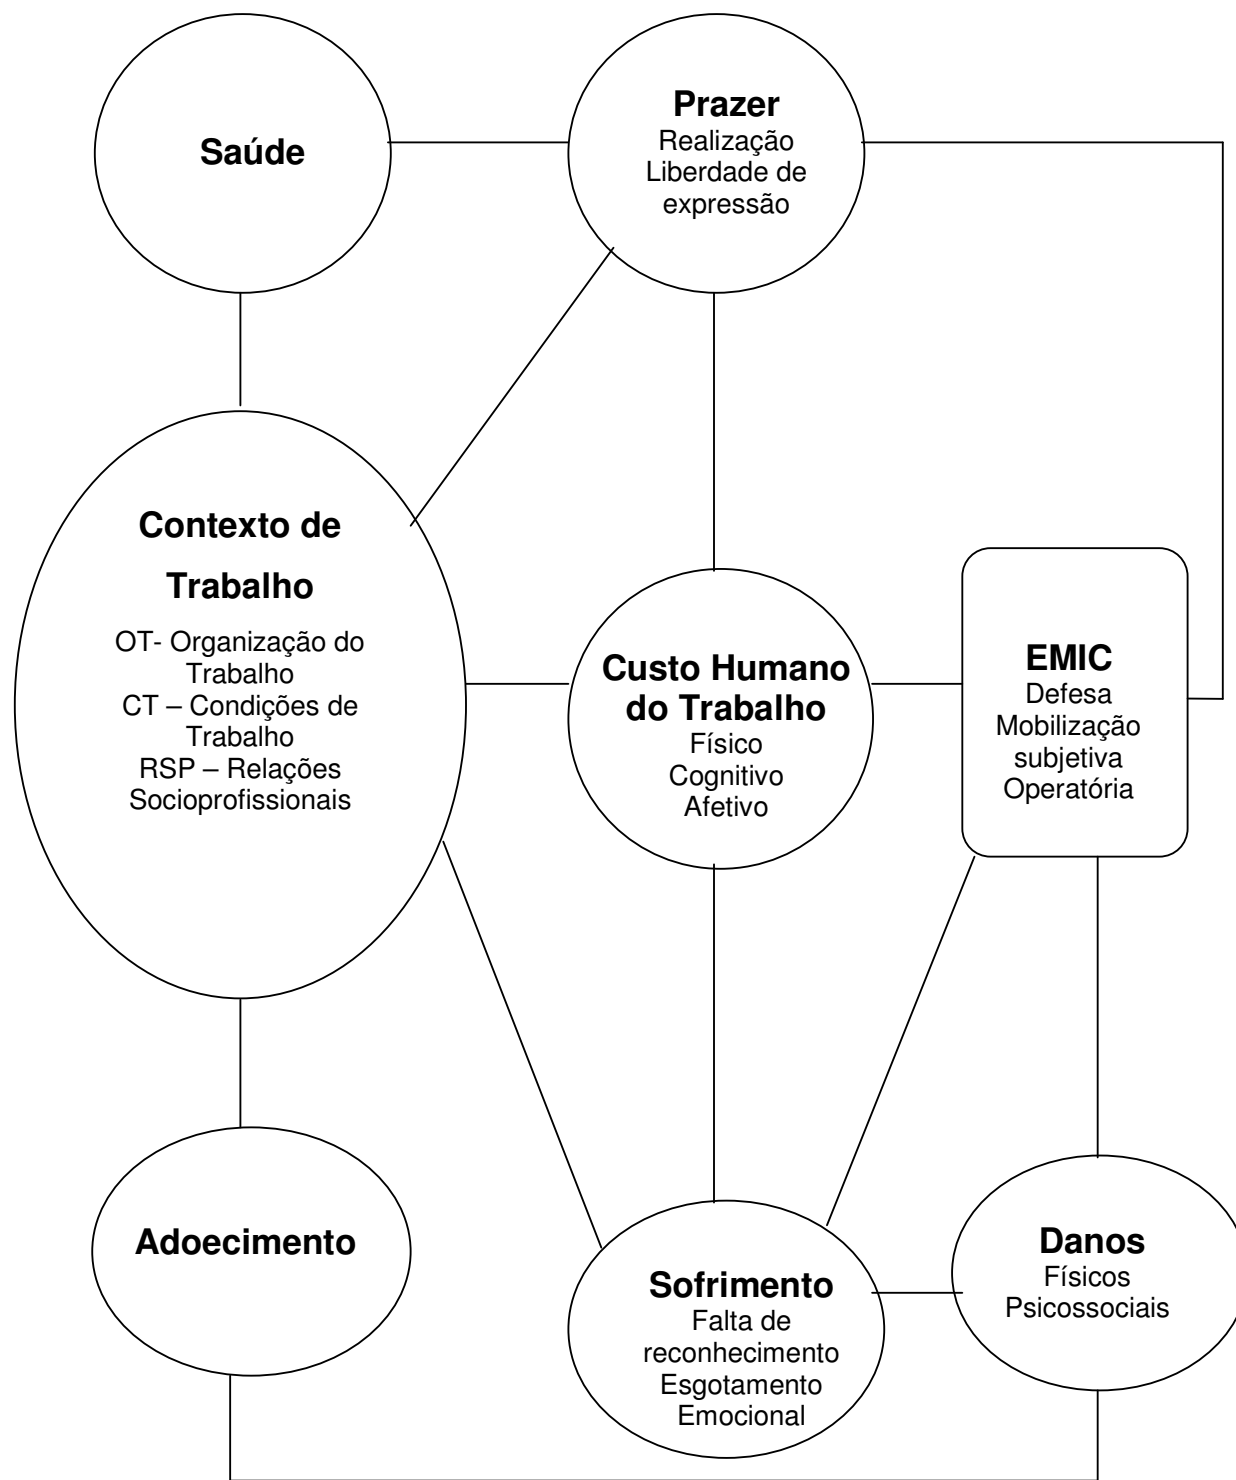 Saúde
Prazer
Realização
Liberdade de
expressão
Contexto de
Trabalho
OT- Organização do
Trabalho
CT – Condições de
Trabalho
RSP – Relações
Socioprofissionais
Custo Humano
do Trabalho
Físico
Cognitivo
Afetivo
EMIC
Defesa
Mobilização
subjetiva
Operatória
Adoecimento
Sofrimento
Falta de
reconhecimento
Esgotamento
Emocional
Danos
Físicos
Psicossociais